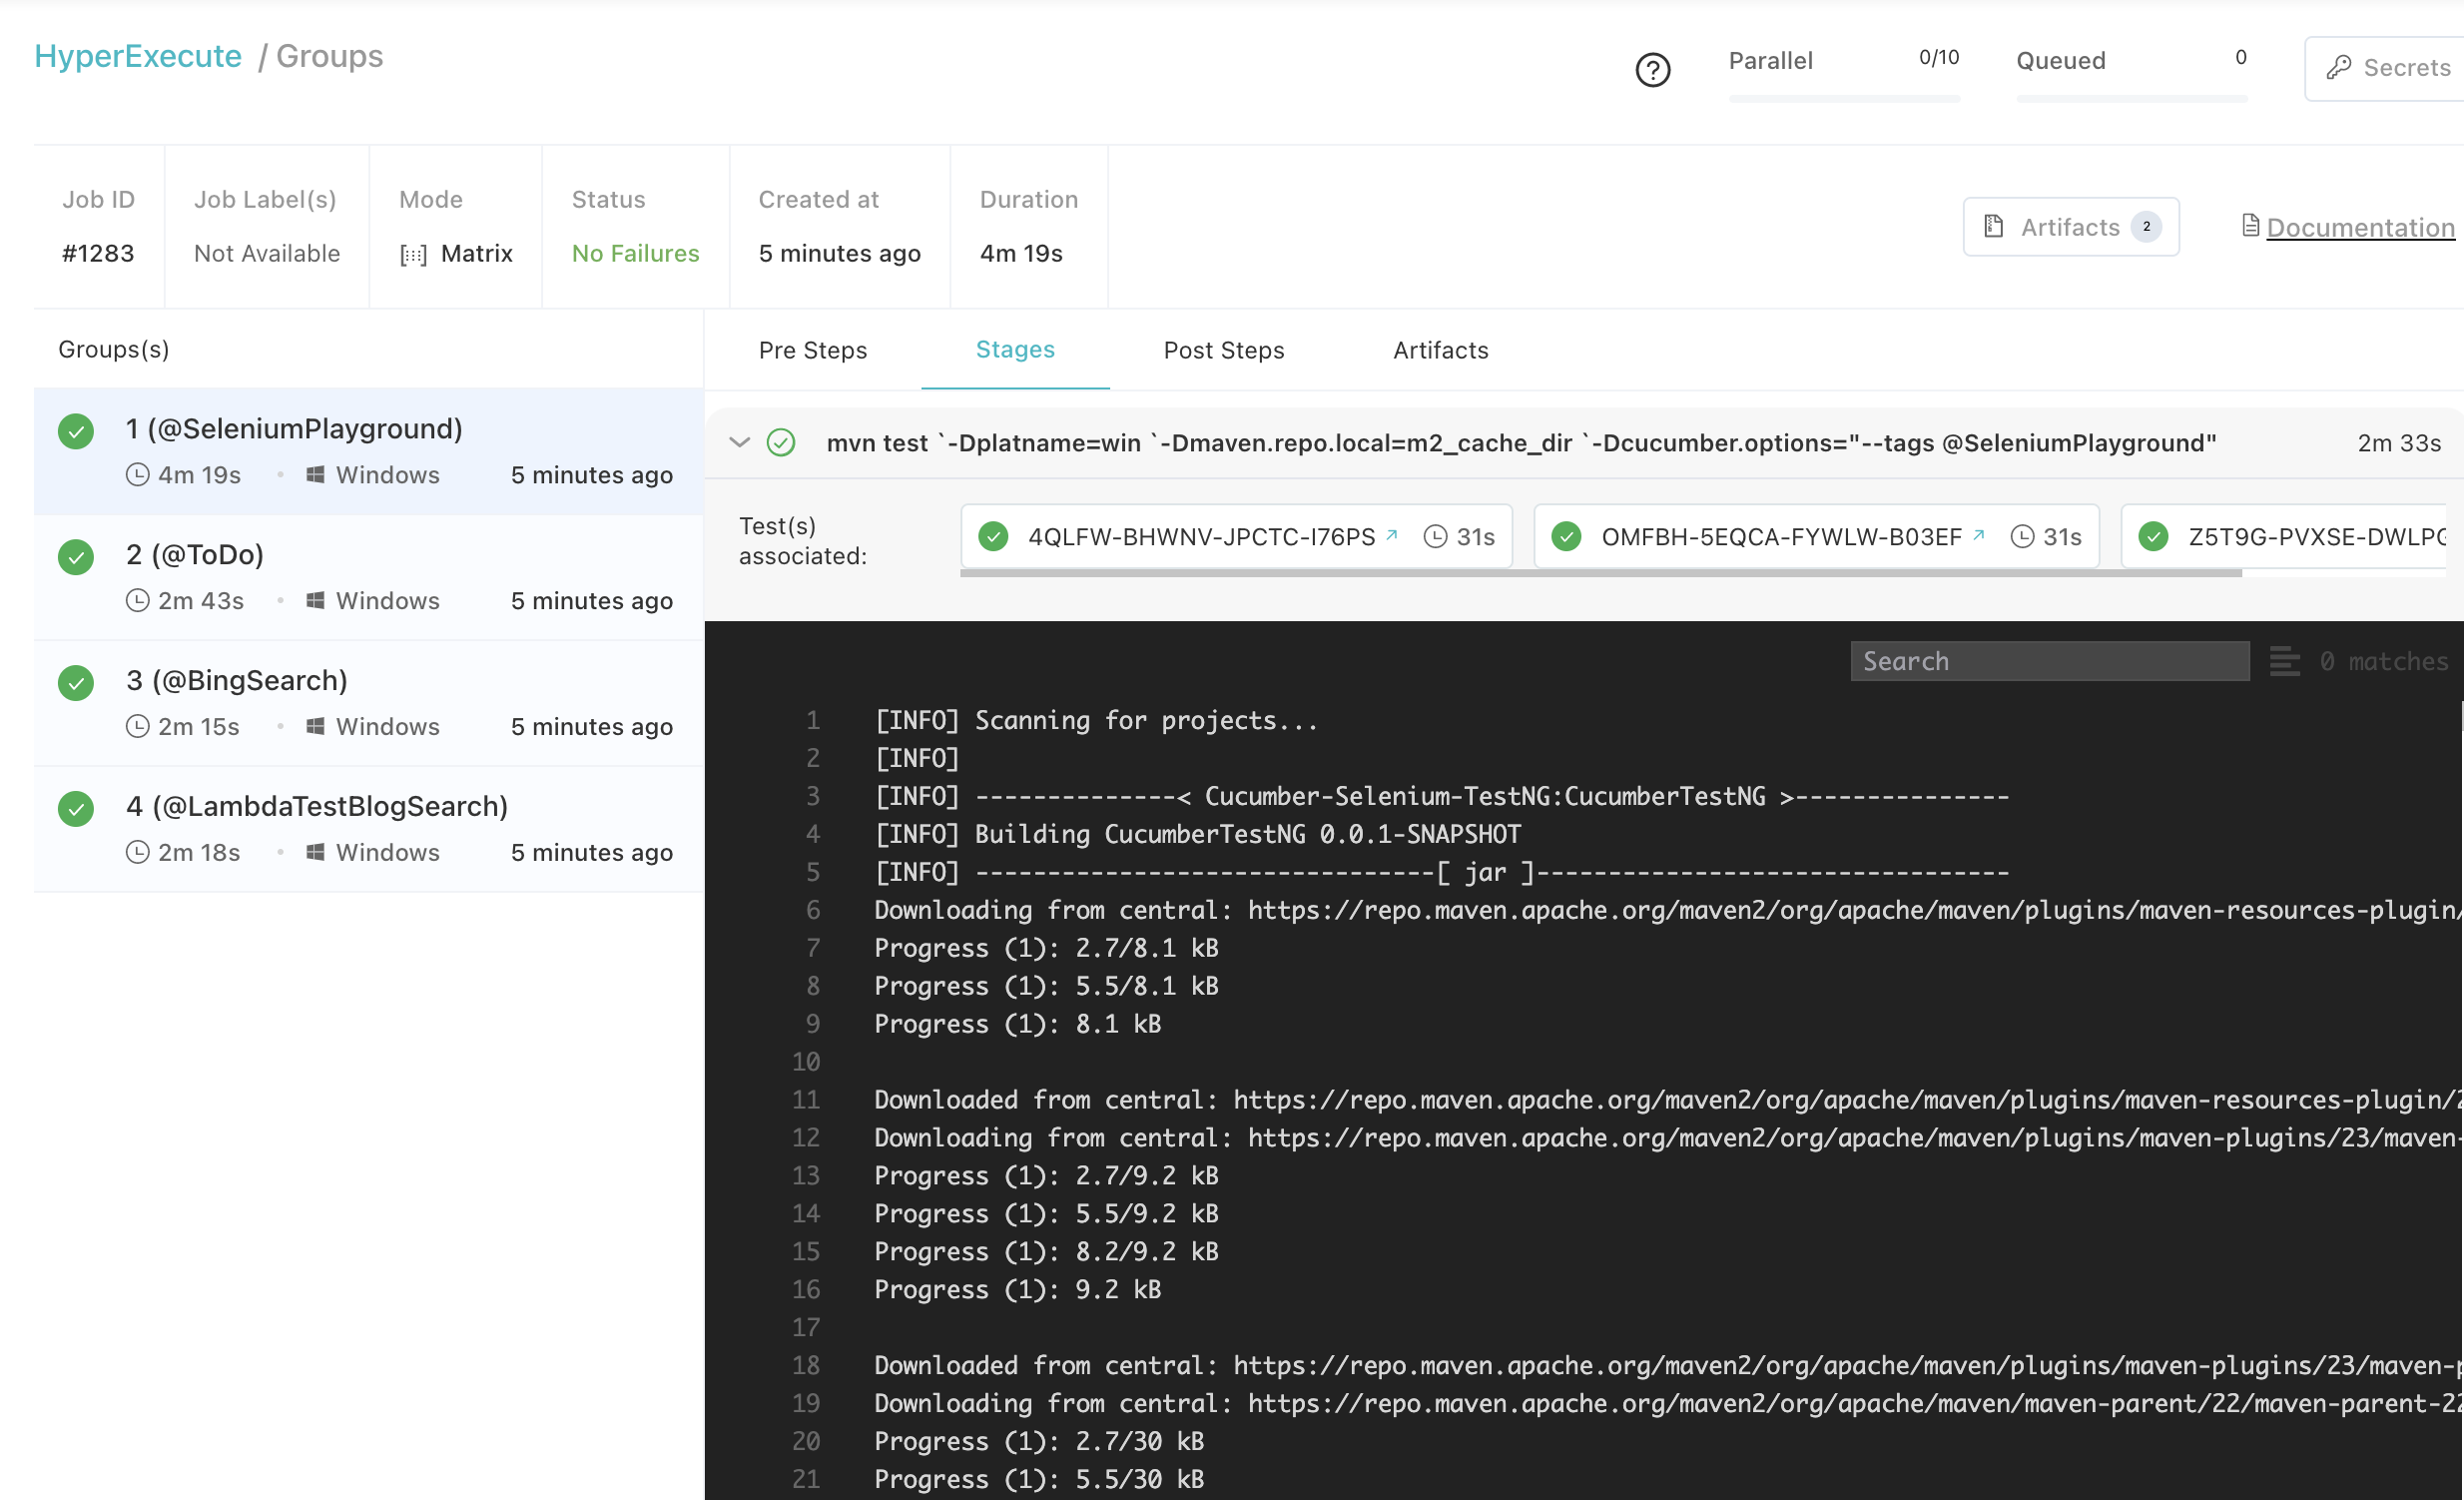 HyperExecute / Groups
Parallel 0/10
Queued 0
Secrets
Job ID
#1283
Job Label(s)
Not Available
Mode
Matrix
Status
No Failures
Created at
5 minutes ago
Duration
4m 19s
Artifacts 2
Documentation
Groups(s)
1 (@SeleniumPlayground)
4m 19s • Windows 5 minutes ago
2 (@ToDo)
2m 43s • Windows 5 minutes ago
3 (@BingSearch)
2m 15s • Windows 5 minutes ago
4 (@LambdaTestBlogSearch)
2m 18s • Windows 5 minutes ago
Pre Steps Stages Post Steps Artifacts
mvn test `-Dplatname=win `-Dmaven.repo.local=m2_cache_dir `-Dcucumber.options="--tags @SeleniumPlayground" 2m 33s
Test(s)
associated:
4QLFW-BHWNV-JPCTC-I76PS 31s
OMFBH-5EQCA-FYWLW-B03EF 31s
Z5T9G-PVXSE-DWLPG
Search 0 matches
1 [INFO] Scanning for projects...
2 [INFO]
3 [INFO] --------------< Cucumber-Selenium-TestNG:CucumberTestNG >---------------
4 [INFO] Building CucumberTestNG 0.0.1-SNAPSHOT
5 [INFO] --------------------------------[ jar ]---------------------------------
6 Downloading from central: https://repo.maven.apache.org/maven2/org/apache/maven/plugins/maven-resources-plugin/
7 Progress (1): 2.7/8.1 kB
8 Progress (1): 5.5/8.1 kB
9 Progress (1): 8.1 kB
10
11 Downloaded from central: https://repo.maven.apache.org/maven2/org/apache/maven/plugins/maven-resources-plugin/2
12 Downloading from central: https://repo.maven.apache.org/maven2/org/apache/maven/plugins/maven-plugins/23/maven-
13 Progress (1): 2.7/9.2 kB
14 Progress (1): 5.5/9.2 kB
15 Progress (1): 8.2/9.2 kB
16 Progress (1): 9.2 kB
17
18 Downloaded from central: https://repo.maven.apache.org/maven2/org/apache/maven/plugins/maven-plugins/23/maven-p
19 Downloading from central: https://repo.maven.apache.org/maven2/org/apache/maven/maven-parent/22/maven-parent-22
20 Progress (1): 2.7/30 kB
21 Progress (1): 5.5/30 kB